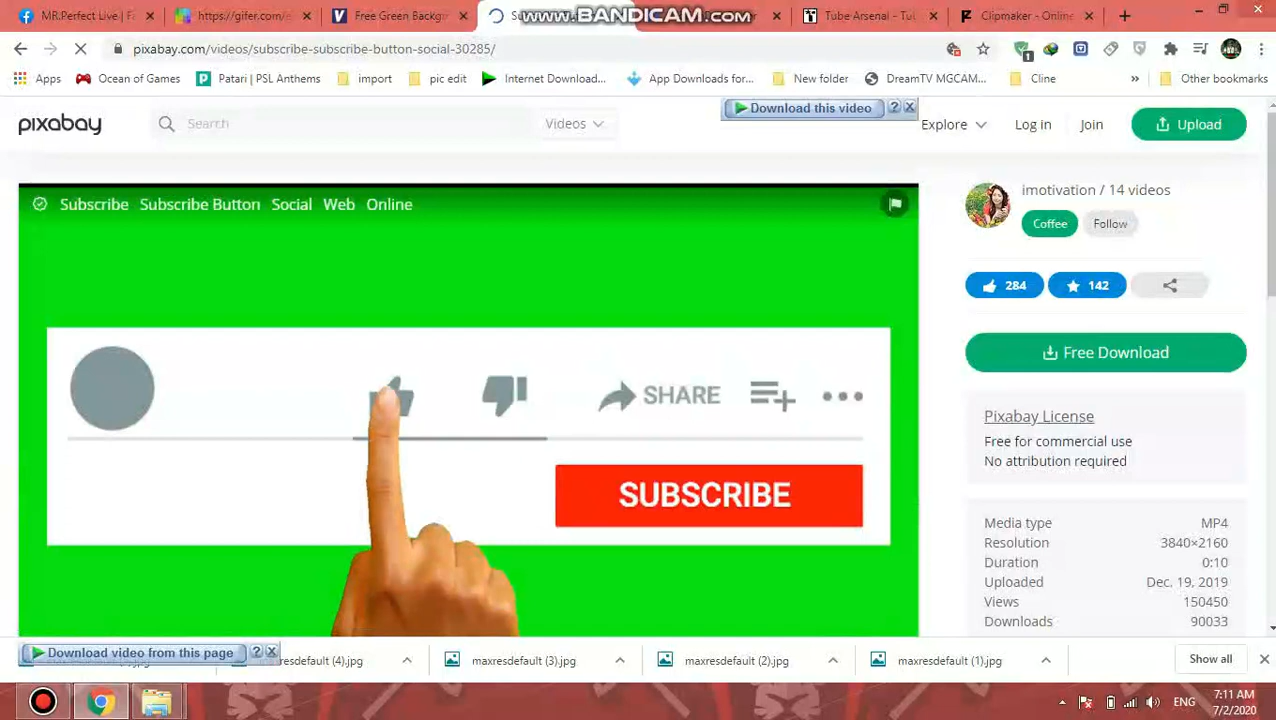 MR.Perfect Live | F
https://gifer.com/e
Free Green Backg
Su
www.BANDICAM.com
Tube Arsenal - Tut
Clipmaker - Online
pixabay.com/videos/subscribe-subscribe-button-social-30285/
1
Apps
Ocean of Games
Patari | PSL Anthems
import
pic edit
Internet Download...
App Downloads for...
New folder
DreamTV MGCAM...
Cline
»
Other bookmarks
pixabay
Search
Videos
Download this video
?
Explore
Log in
Join
Upload
Subscribe Subscribe Button Social Web Online
imotivation / 14 videos
Coffee
Follow
284
142
SHARE
SUBSCRIBE
Free Download
Pixabay License
Free for commercial use
No attribution required
Media type MP4
Resolution 3840×2160
Duration 0:10
Uploaded Dec. 19, 2019
Views 150450
Downloads 90033
Download video from this page
?
(4).jpg
maxresdefault (3).jpg
maxresdefault (2).jpg
maxresdefault (1).jpg
Show all
ENG
7:11 AM
7/2/2020